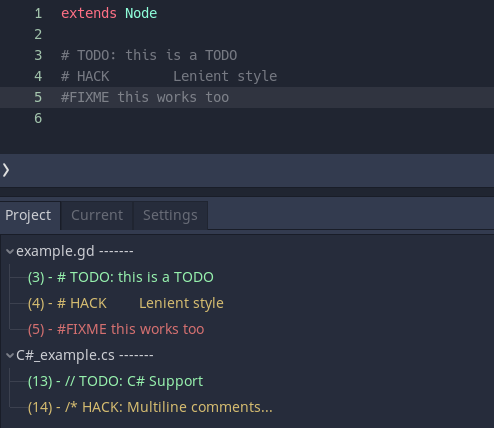 1 extends Node
2
3 # TODO: this is a TODO
4 # HACK        Lenient style
5 #FIXME this works too
6
Project Current Settings
example.gd -------
(3) - # TODO: this is a TODO
(4) - # HACK        Lenient style
(5) - #FIXME this works too
C#_example.cs -------
(13) - // TODO: C# Support
(14) - /* HACK: Multiline comments...